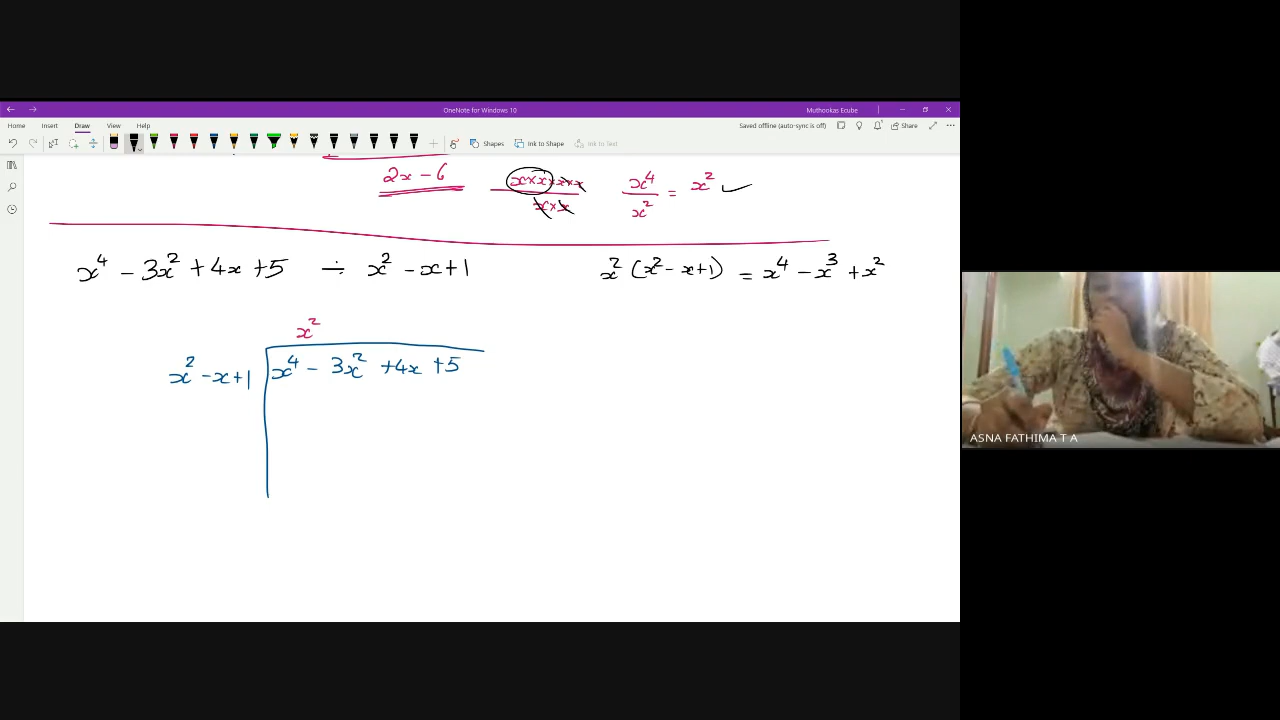 OneNote for Windows 10
Muthookas Ecube
Home Insert Draw View Help
Saved offline (auto-sync is off)
Share
Shapes Ink to Shape Ink to Text
2x - 6
x×x×x×x / x×x
x⁴/x² = x²
x⁴ - 3x² + 4x + 5 ÷ x² - x + 1
x² (x² - x + 1) = x⁴ - x³ + x²
x²
x² - x + 1 x⁴ - 3x² + 4x + 5
ASNA FATHIMA T A